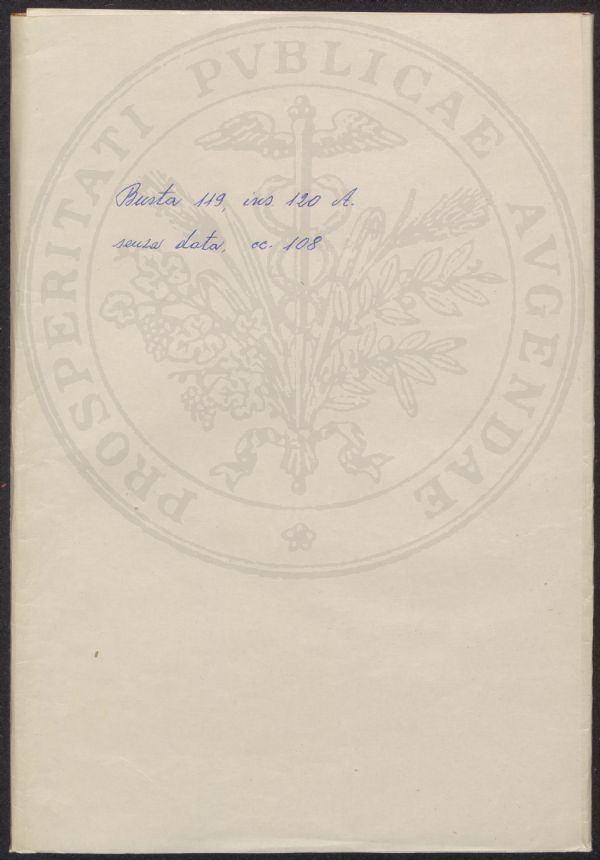 PROSPERITATI PVBLICAE AVGENDAE
Busta 119, ins. 120 A.
senza data, cc. 108